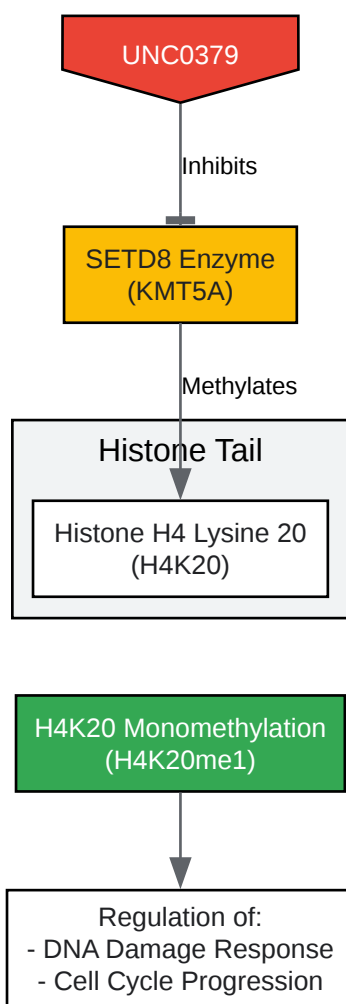 UNC0379
Inhibits
SETD8 Enzyme
(KMT5A)
Methylates
Histone Tail
Histone H4 Lysine 20
(H4K20)
H4K20 Monomethylation
(H4K20me1)
Regulation of:
- DNA Damage Response
- Cell Cycle Progression